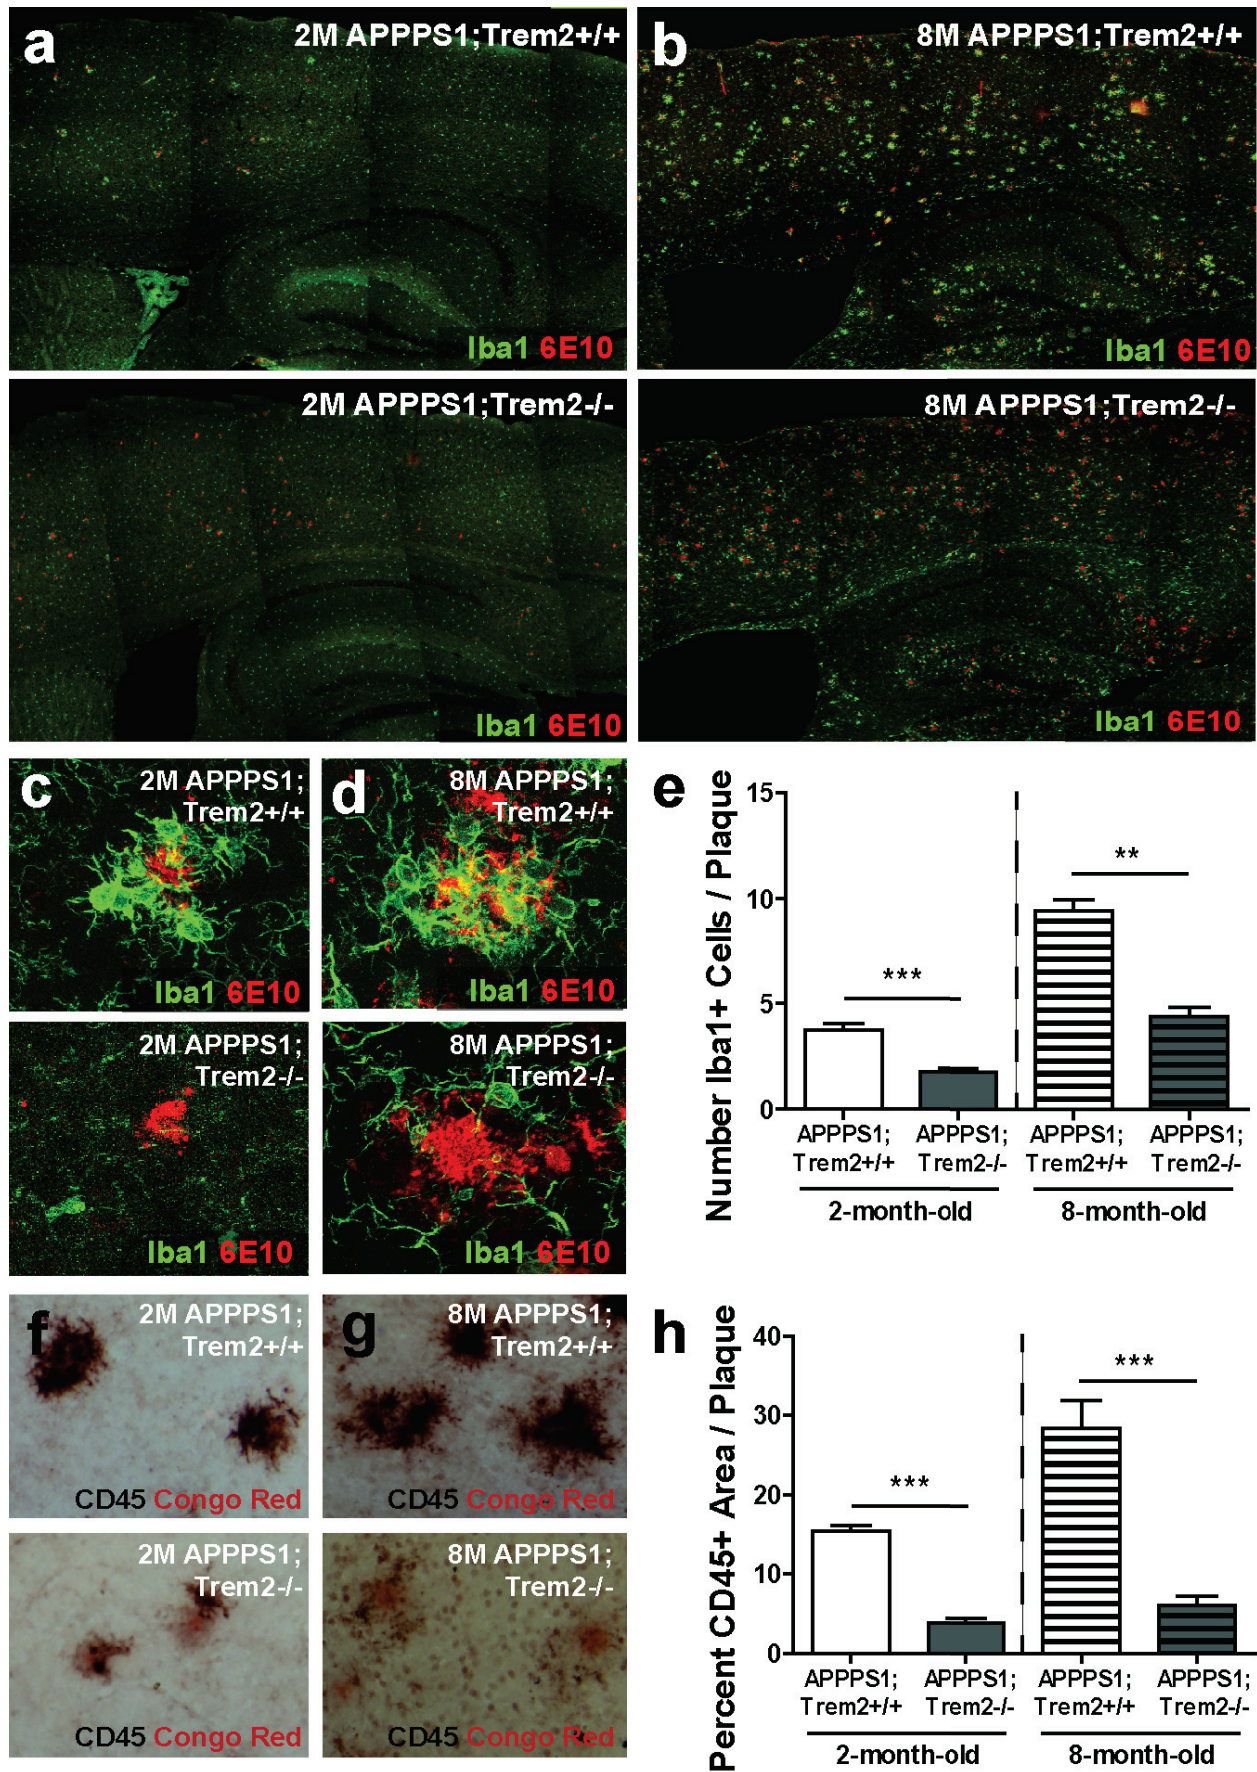 a
2M APPPS1;Trem2+/+
Iba1 6E10
b
8M APPPS1;Trem2+/+
Iba1 6E10
2M APPPS1;Trem2-/-
Iba1 6E10
8M APPPS1;Trem2-/-
Iba1 6E10
c
2M APPPS1;
Trem2+/+
Iba1 6E10
d
8M APPPS1;
Trem2+/+
Iba1 6E10
2M APPPS1;
Trem2-/-
Iba1 6E10
8M APPPS1;
Trem2-/-
Iba1 6E10
e
Number Iba1+ Cells / Plaque
15
10
5
0
***
**
APPPS1;
Trem2+/+
APPPS1;
Trem2-/-
APPPS1;
Trem2+/+
APPPS1;
Trem2-/-
2-month-old
8-month-old
f
2M APPPS1;
Trem2+/+
CD45 Congo Red
g
8M APPPS1;
Trem2+/+
CD45 Congo Red
2M APPPS1;
Trem2-/-
CD45 Congo Red
8M APPPS1;
Trem2-/-
CD45 Congo Red
h
Percent CD45+ Area / Plaque
40
30
20
10
0
***
***
APPPS1;
Trem2+/+
APPPS1;
Trem2-/-
APPPS1;
Trem2+/+
APPPS1;
Trem2-/-
2-month-old
8-month-old